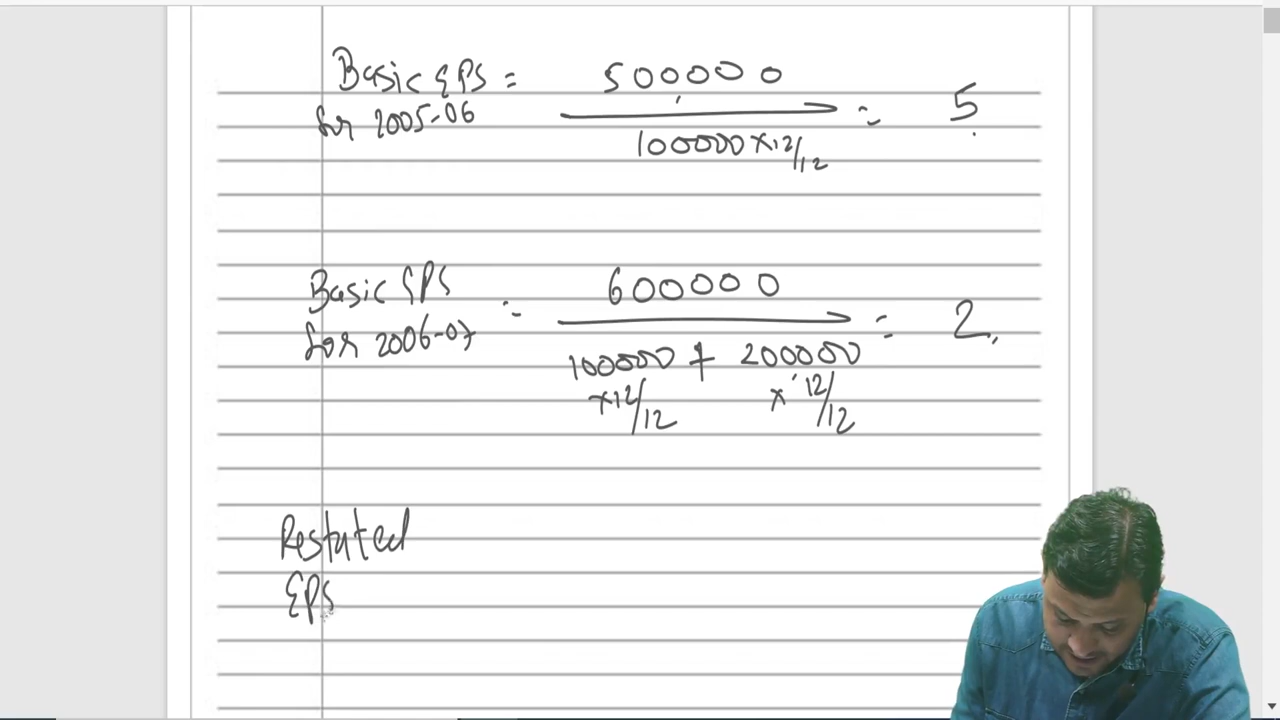 Basic EPS = 500000 = 5
for 2005-06 100000 x 12/12
Basic EPS = 600000 = 2
for 2006-07 100000 + 200000
x 12/12 x 12/12
Restated
EPS